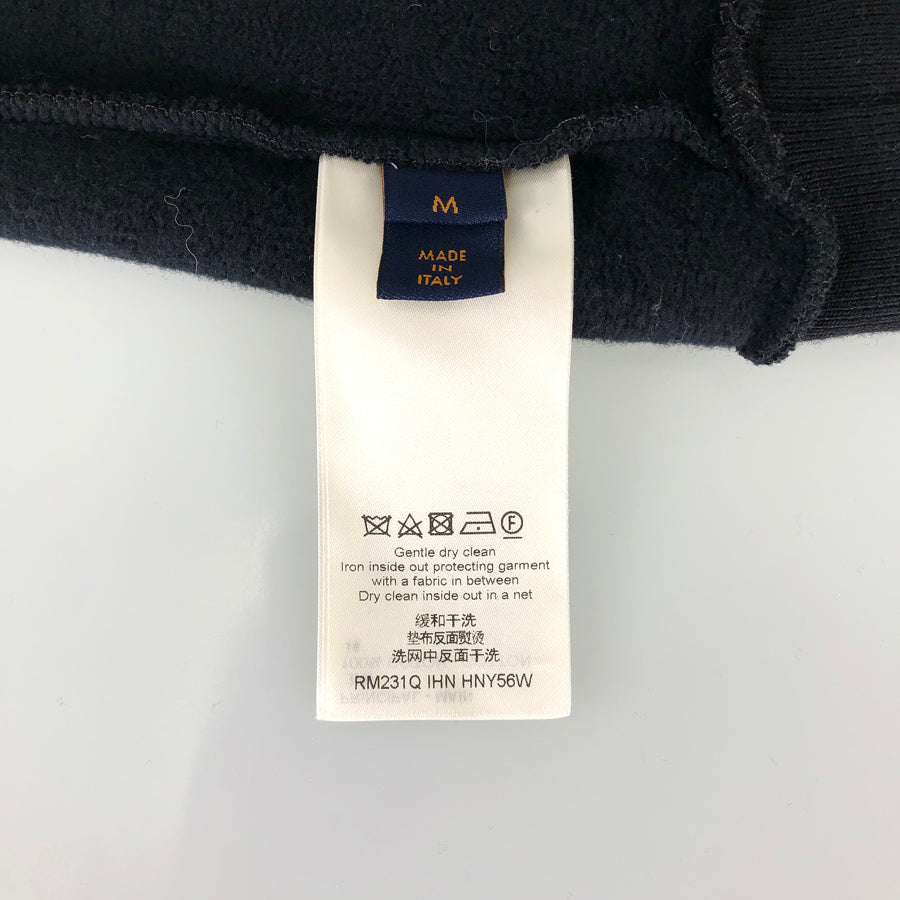 M
MADE
IN
ITALY
F
Gentle dry clean
Iron inside out protecting garment
with a fabric in between
Dry clean inside out in a net
缓和干洗
垫布反面熨烫
洗网中反面干洗
RM231Q IHN HNY56W
PRINCIPAL - MAIN